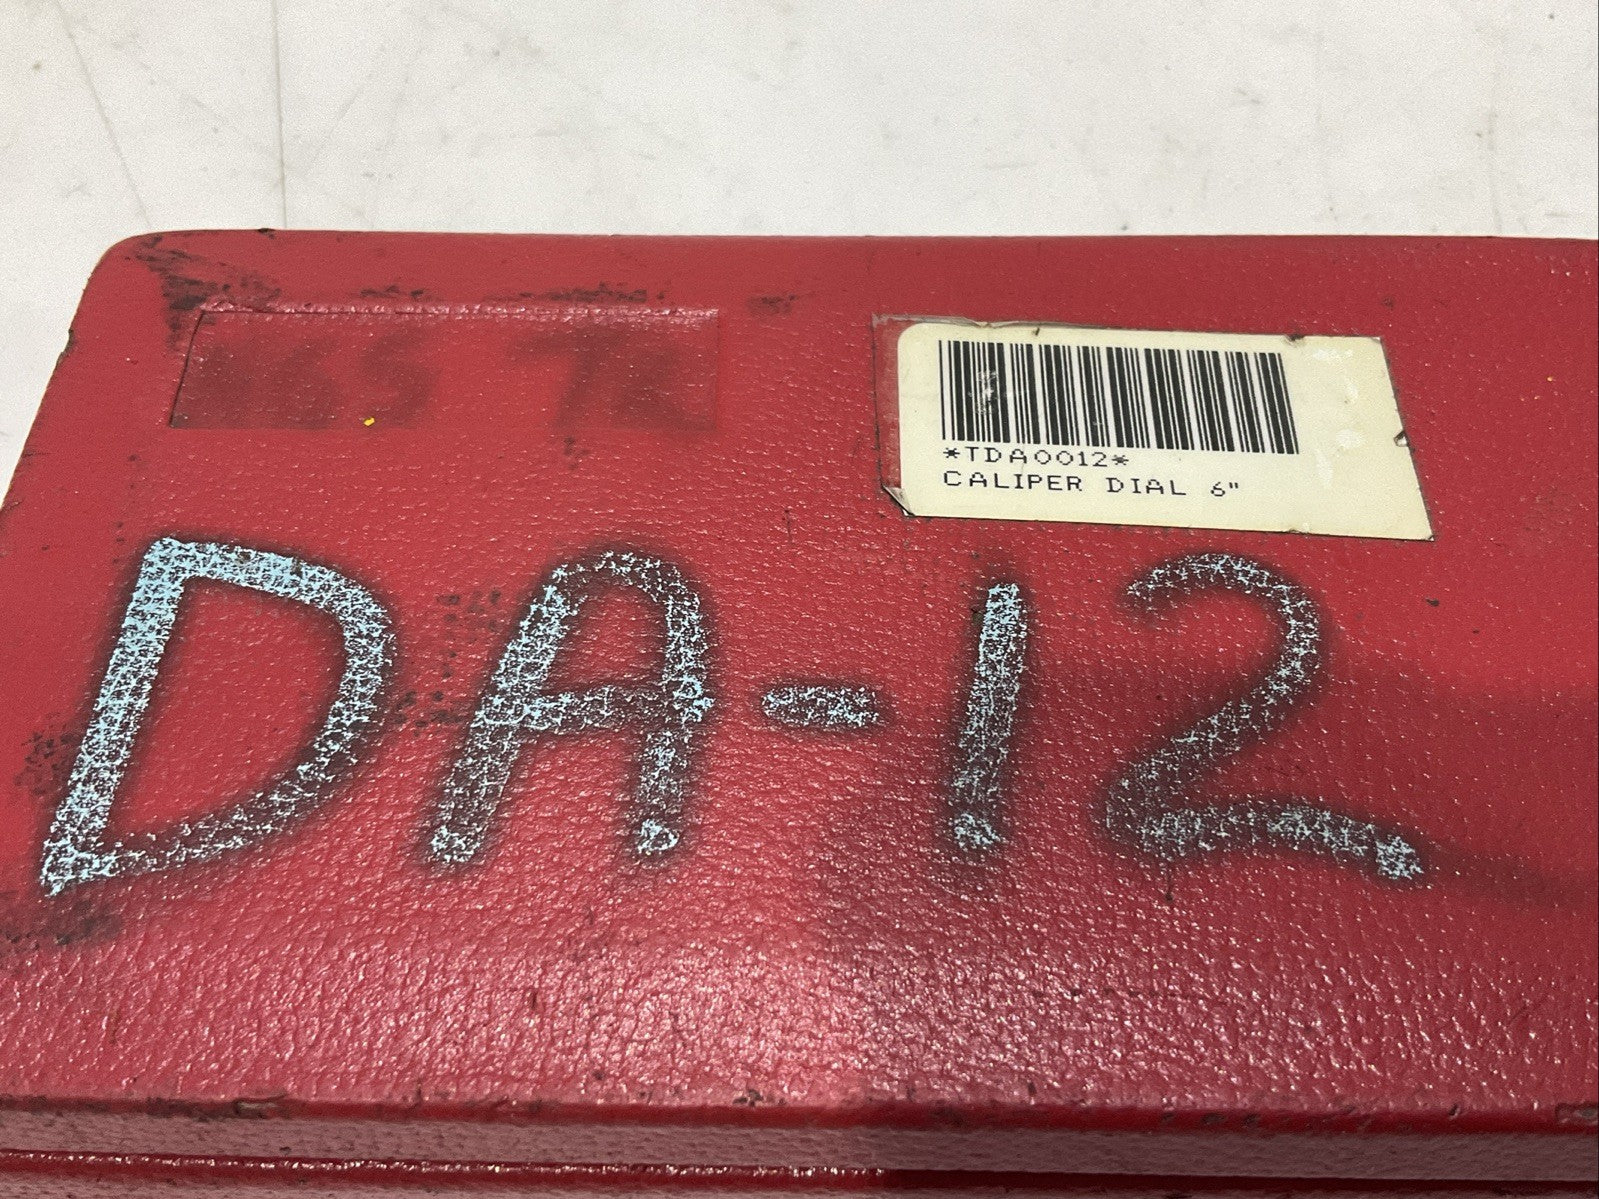 *TDA0012*
CALIPER DIAL 6"
DA-12